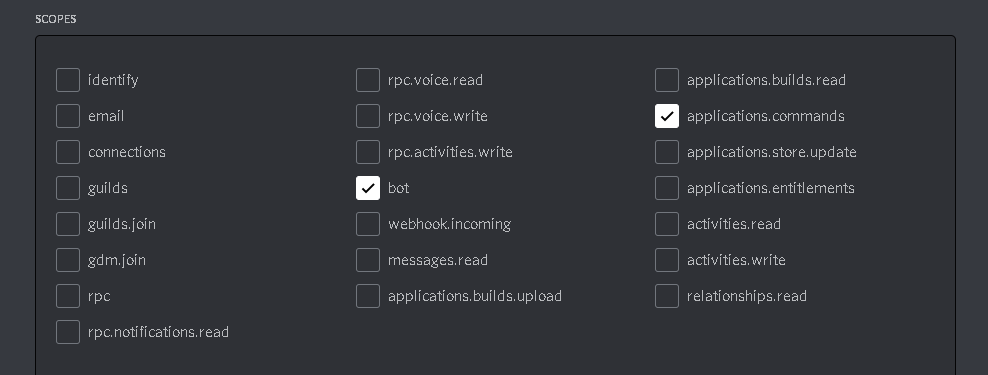 SCOPES
identify
email
connections
guilds
guilds.join
gdm.join
rpc
rpc.notifications.read
rpc.voice.read
rpc.voice.write
rpc.activities.write
bot
webhook.incoming
messages.read
applications.builds.upload
applications.builds.read
applications.commands
applications.store.update
applications.entitlements
activities.read
activities.write
relationships.read